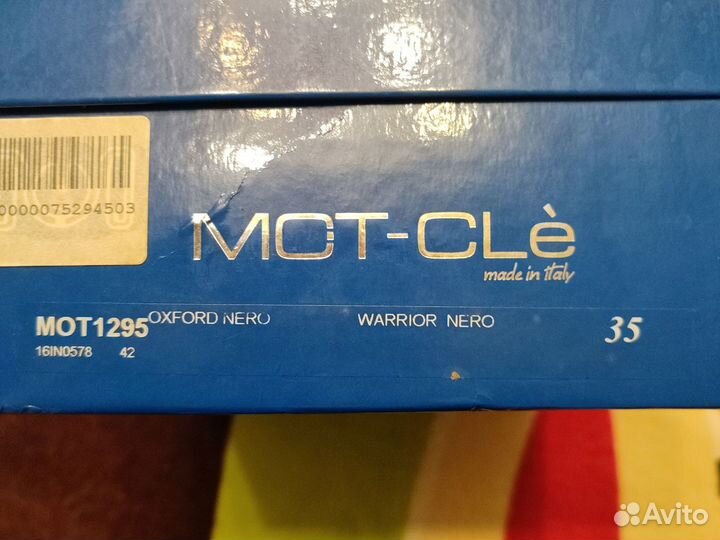 0000075294503
MOT-CLè
made in italy
MOT1295 OXFORD NERO WARRIOR NERO 35
16IN0578 42
Avito